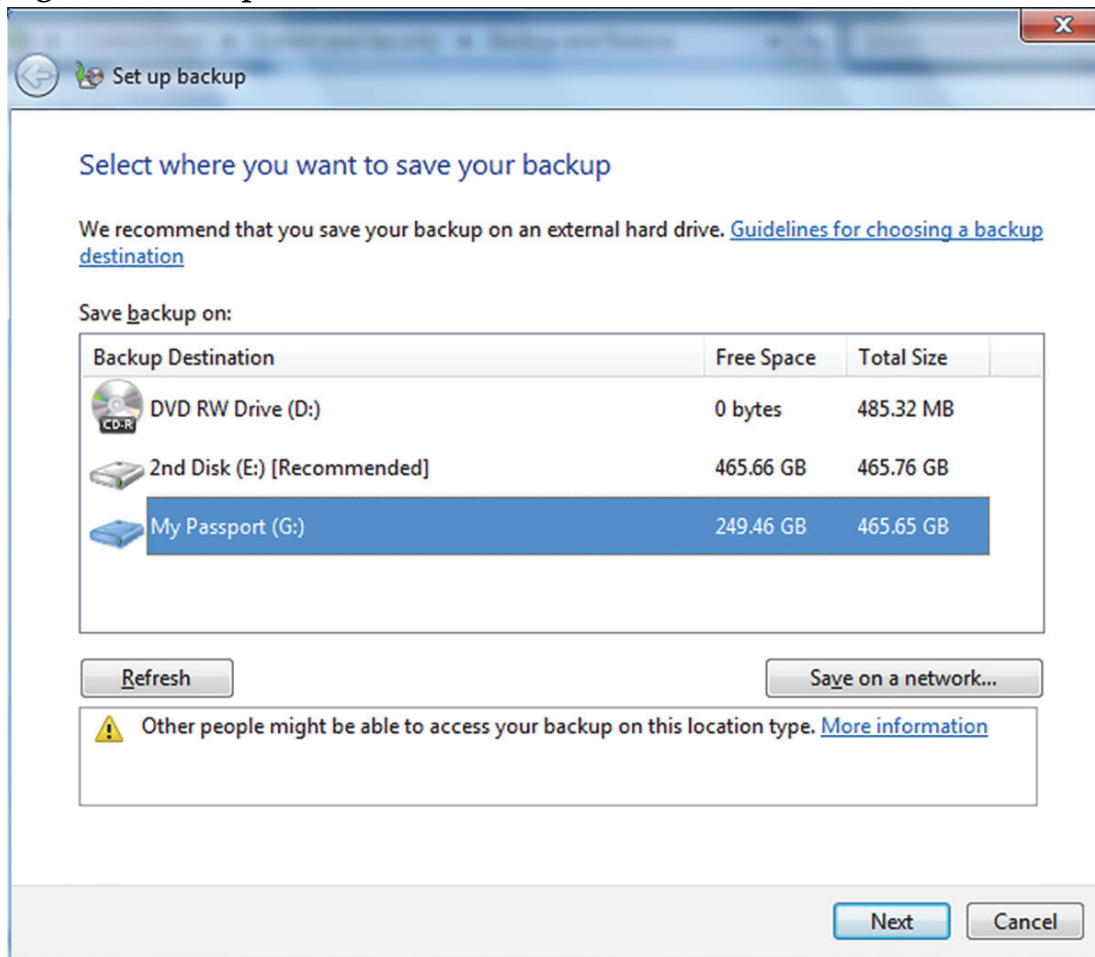 Set up backup
Select where you want to save your backup
We recommend that you save your backup on an external hard drive. Guidelines for choosing a backup
destination
Save backup on:
Backup Destination Free Space Total Size
CD-R DVD RW Drive (D:) 0 bytes 485.32 MB
2nd Disk (E:) [Recommended] 465.66 GB 465.76 GB
My Passport (G:) 249.46 GB 465.65 GB
Refresh Save on a network...
Other people might be able to access your backup on this location type. More information
Next Cancel